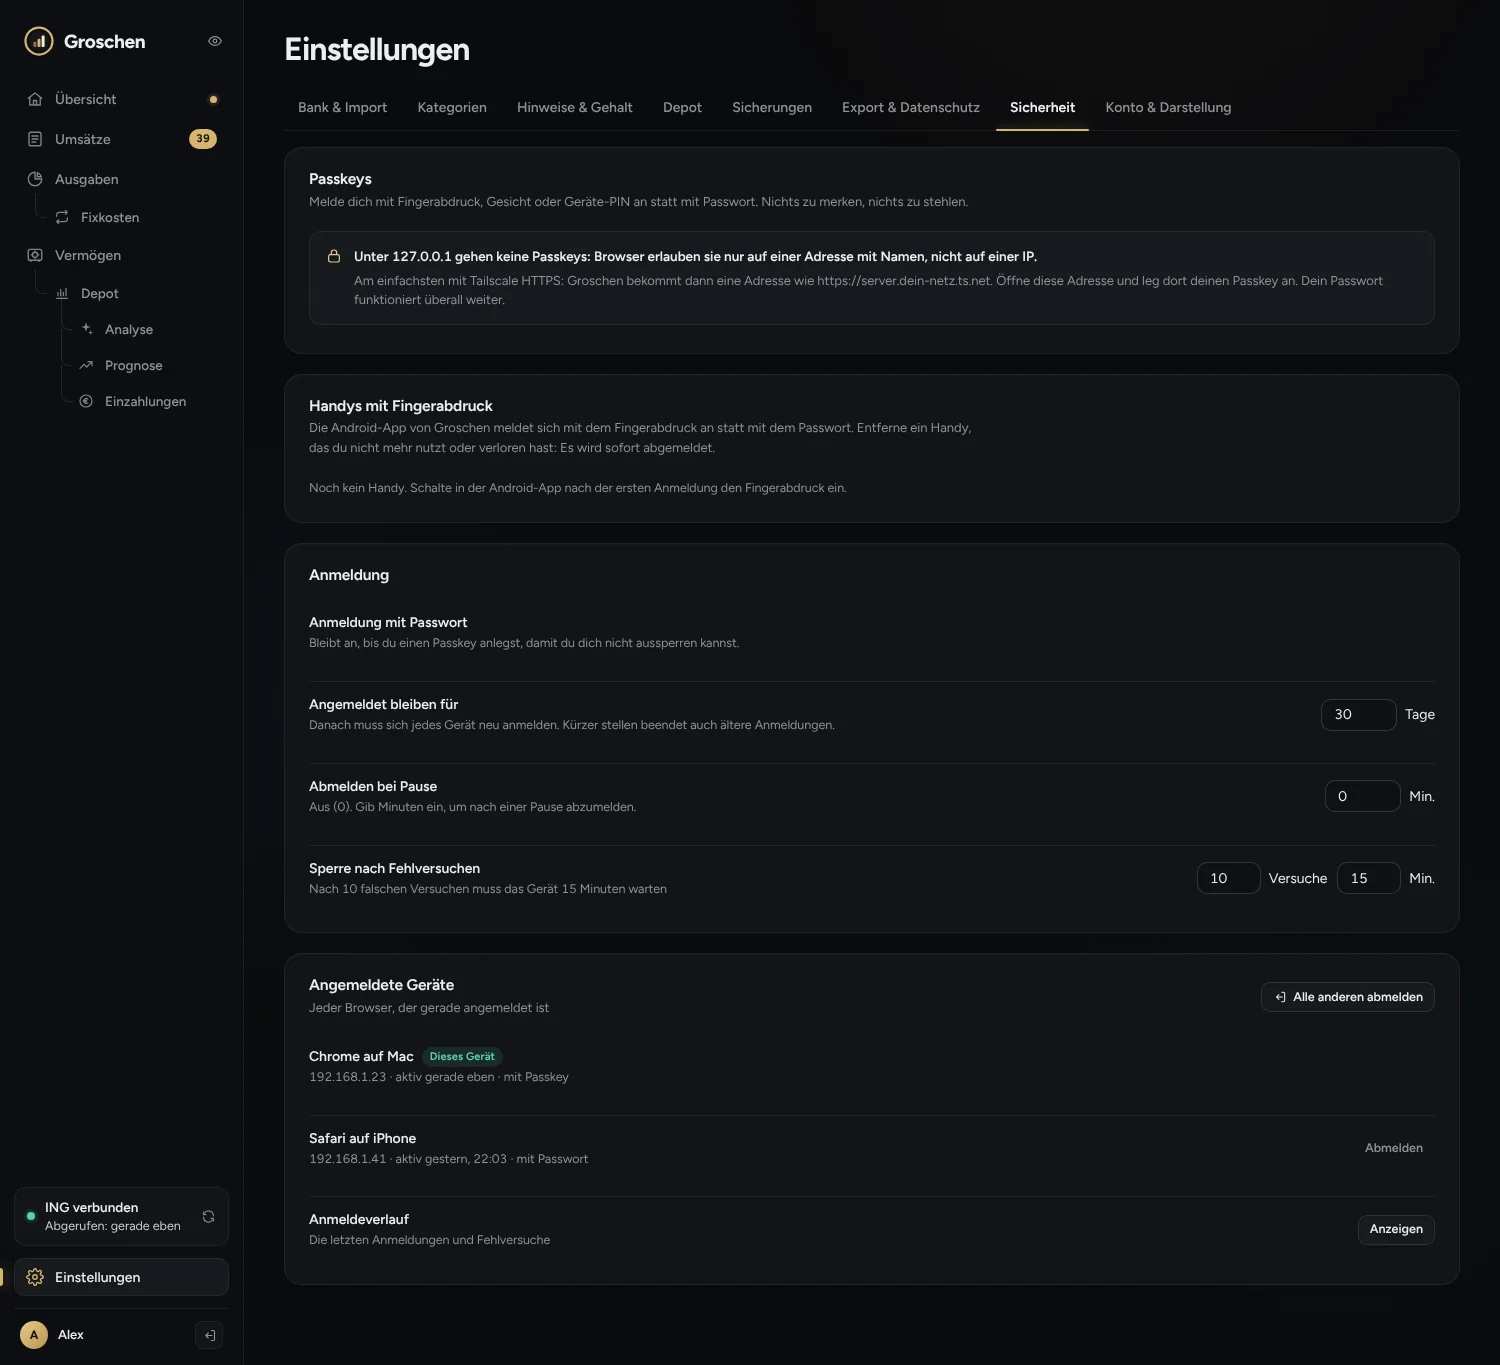 Groschen
Übersicht
Umsätze 39
Ausgaben
Fixkosten
Vermögen
Depot
Analyse
Prognose
Einzahlungen
ING verbunden
Abgerufen: gerade eben
Einstellungen
A Alex
Einstellungen
Bank & Import Kategorien Hinweise & Gehalt Depot Sicherungen Export & Datenschutz Sicherheit Konto & Darstellung
Passkeys
Melde dich mit Fingerabdruck, Gesicht oder Geräte-PIN an statt mit Passwort. Nichts zu merken, nichts zu stehlen.
Unter 127.0.0.1 gehen keine Passkeys: Browser erlauben sie nur auf einer Adresse mit Namen, nicht auf einer IP.
Am einfachsten mit Tailscale HTTPS: Groschen bekommt dann eine Adresse wie https://server.dein-netz.ts.net. Öffne diese Adresse und leg dort deinen Passkey an. Dein Passwort
funktioniert überall weiter.
Handys mit Fingerabdruck
Die Android-App von Groschen meldet sich mit dem Fingerabdruck an statt mit dem Passwort. Entferne ein Handy,
das du nicht mehr nutzt oder verloren hast: Es wird sofort abgemeldet.
Noch kein Handy. Schalte in der Android-App nach der ersten Anmeldung den Fingerabdruck ein.
Anmeldung
Anmeldung mit Passwort
Bleibt an, bis du einen Passkey anlegst, damit du dich nicht aussperren kannst.
Angemeldet bleiben für
Danach muss sich jedes Gerät neu anmelden. Kürzer stellen beendet auch ältere Anmeldungen.
30 Tage
Abmelden bei Pause
Aus (0). Gib Minuten ein, um nach einer Pause abzumelden.
0 Min.
Sperre nach Fehlversuchen
Nach 10 falschen Versuchen muss das Gerät 15 Minuten warten
10 Versuche 15 Min.
Angemeldete Geräte
Jeder Browser, der gerade angemeldet ist
Alle anderen abmelden
Chrome auf Mac Dieses Gerät
192.168.1.23 · aktiv gerade eben · mit Passkey
Safari auf iPhone
192.168.1.41 · aktiv gestern, 22:03 · mit Passwort
Abmelden
Anmeldeverlauf
Die letzten Anmeldungen und Fehlversuche
Anzeigen